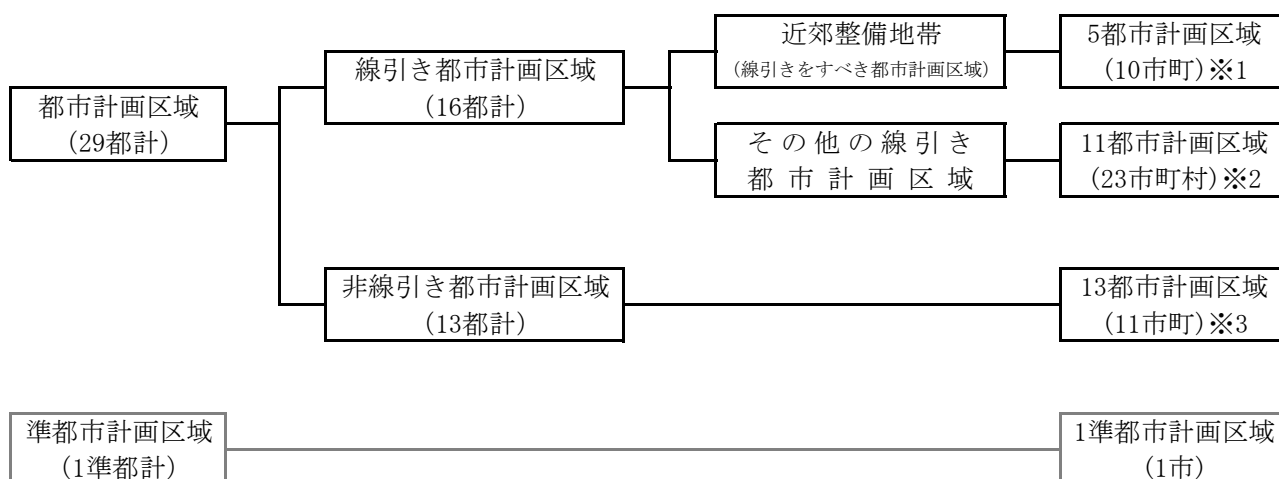 都市計画区域
(29都計)
線引き都市計画区域
(16都計)
近郊整備地帯
(線引きをすべき都市計画区域)
5都市計画区域
(10市町)※1
その他の線引き
都市計画区域
11都市計画区域
(23市町村)※2
非線引き都市計画区域
(13都計)
13都市計画区域
(11市町)※3
準都市計画区域
(1準都計)
1準都市計画区域
(1市)